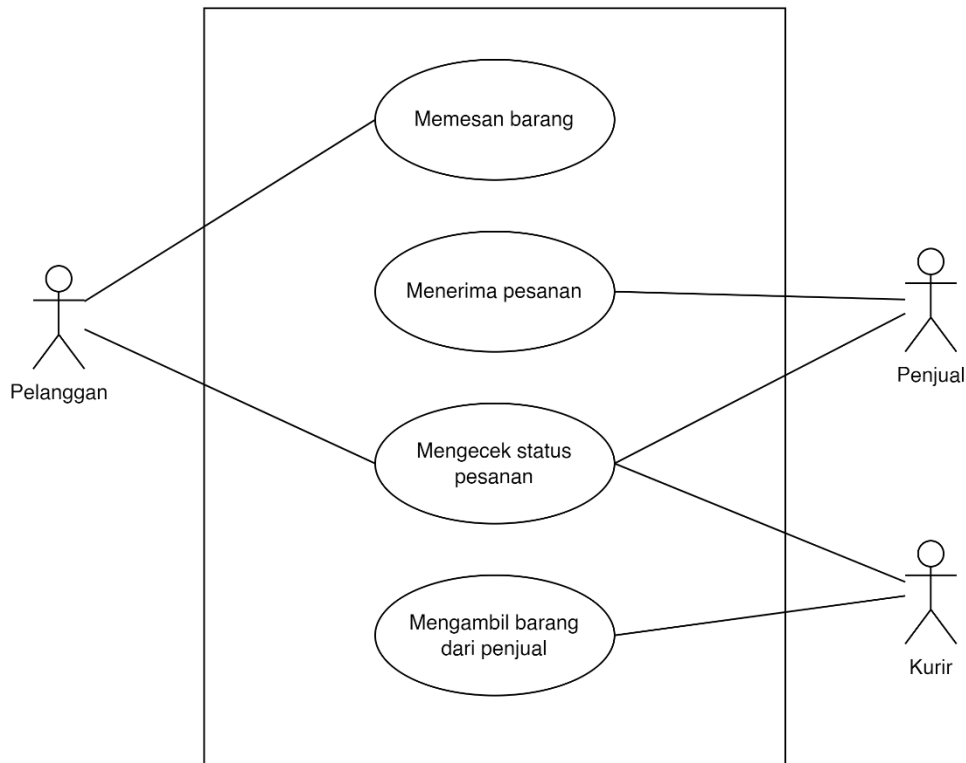 Memesan barang
Menerima pesanan
Pelanggan
Penjual
Mengecek status
pesanan
Mengambil barang
dari penjual
Kurir